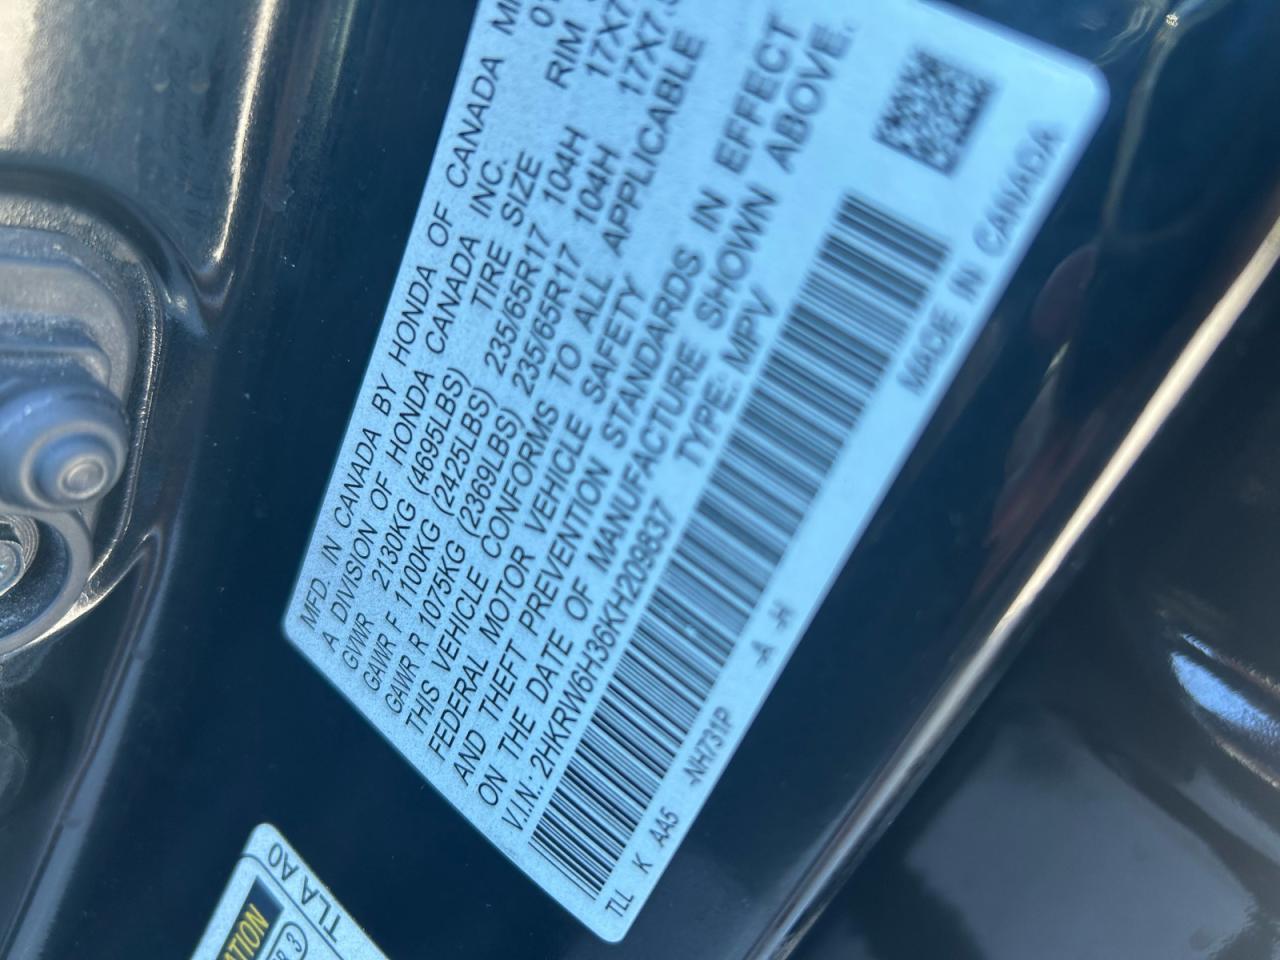 MFD. IN CANADA BY HONDA OF CANADA
A DIVISION OF HONDA CANADA INC.
GVWR 2130KG (4695LBS) TIRE SIZE RIM
GAWR F 1100KG (2425LBS) 235/65R17 104H 17X7
GAWR R 1075KG (2369LBS) 235/65R17 104H 17X7.
THIS VEHICLE CONFORMS TO ALL APPLICABLE
FEDERAL MOTOR VEHICLE SAFETY
AND THEFT PREVENTION STANDARDS IN EFFECT
ON THE DATE OF MANUFACTURE SHOWN ABOVE.
V.I.N.: 2HKRW6H36KH209837 TYPE: MPV
TLL K AA5 -NH731P -A -H
MADE IN CANADA
TLA A0